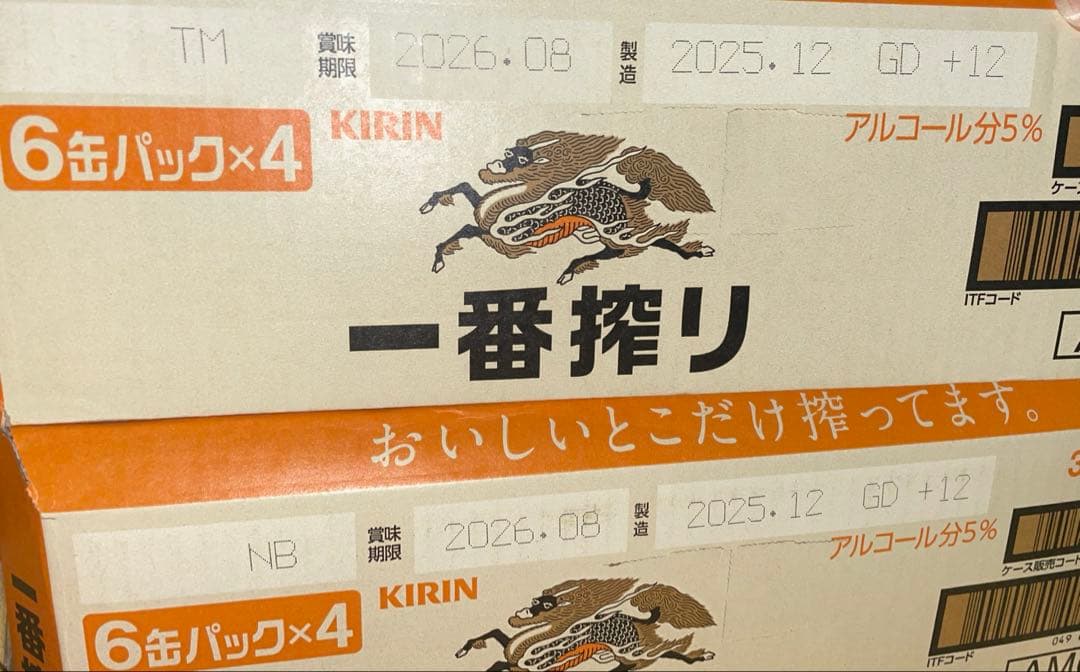 TM 賞味期限 2026.08 製造 2025.12 GD +12
6缶パック×4 KIRIN アルコール分5%
ITFコード
一番搾り
おいしいとこだけ搾ってます。
NB 賞味期限 2026.08 製造 2025.12 GD +12
アルコール分5%
ケース販売コード
6缶パック×4 KIRIN
ITFコード
049